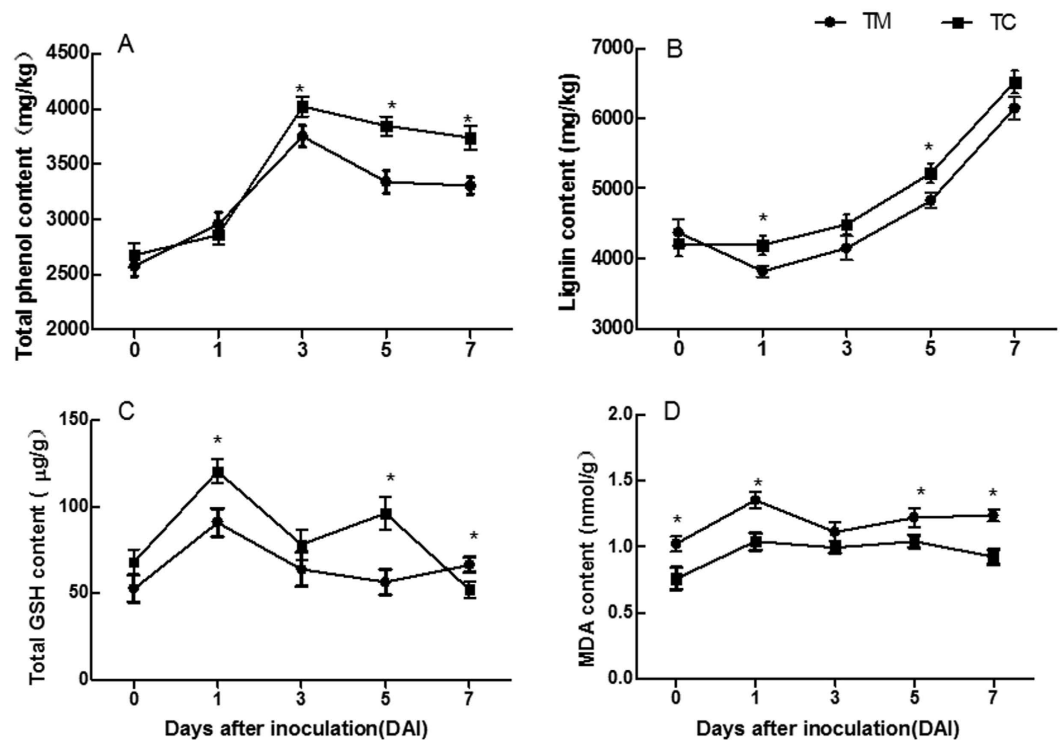 TM TC
A
Total phenol content (mg/kg)
4500
4000
3500
3000
2500
2000
0 1 3 5 7
* * *
B
Lignin content (mg/kg)
7000
6000
5000
4000
3000
0 1 3 5 7
* *
C
Total GSH content ( μg/g)
150
100
50
0
0 1 3 5 7
* * *
Days after inoculation(DAI)
D
MDA content (nmol/g)
2.0
1.5
1.0
0.5
0.0
0 1 3 5 7
* * * *
Days after inoculation(DAI)